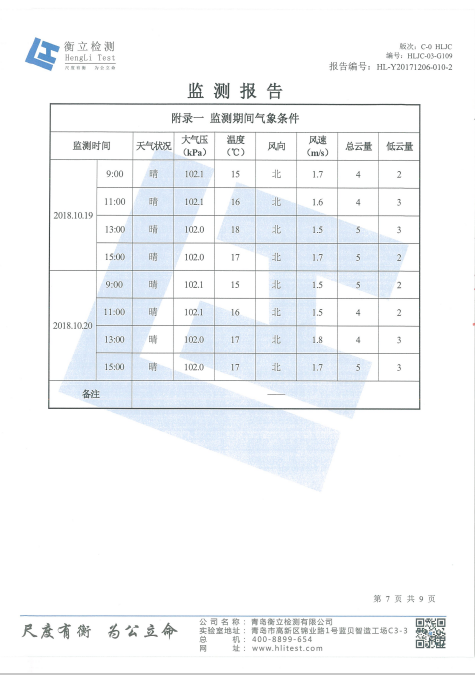 衡立检测
HengLi Test
尺度有衡 为公立命
版次：C-0 HLJC
编号：HLJC-03-G109
报告编号：HL-Y20171206-010-2
监测报告
附录一 监测期间气象条件
监测时间 天气状况 大气压（kPa） 温度（℃） 风向 风速（m/s） 总云量 低云量
2018.10.19
9:00 晴 102.1 15 北 1.7 4 2
11:00 晴 102.1 16 北 1.6 4 3
13:00 晴 102.0 18 北 1.5 5 3
15:00 晴 102.0 17 北 1.7 5 2
2018.10.20
9:00 晴 102.1 15 北 1.5 5 2
11:00 晴 102.1 16 北 1.5 4 2
13:00 晴 102.0 17 北 1.8 4 3
15:00 晴 102.0 17 北 1.7 5 3
备注 ——
第 7 页 共 9 页
尺度有衡 为公立命
公司名称：青岛衡立检测有限公司
实验室地址：青岛市高新区锦业路1号蓝贝智造工场C3-3
总机：400-8899-654
网址：www.hlitest.com